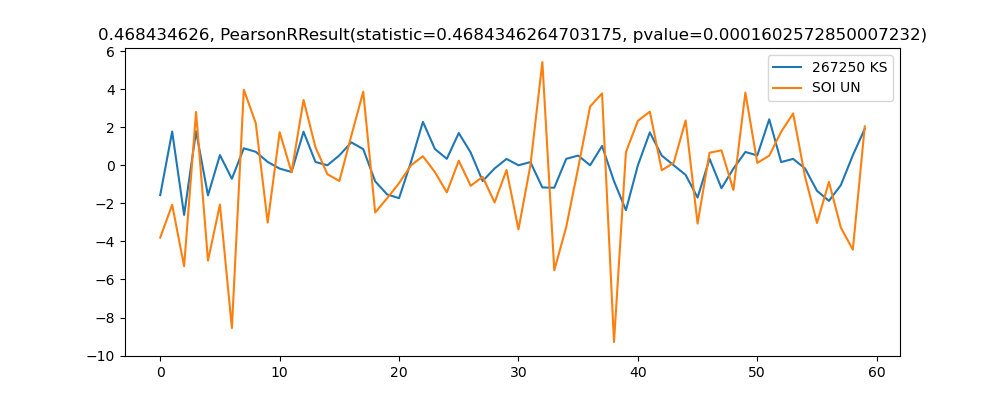 0.468434626, PearsonRResult(statistic=0.4684346264703175, pvalue=0.0001602572850007232)
267250 KS
SOI UN
6
4
2
0
−2
−4
−6
−8
−10
0 10 20 30 40 50 60